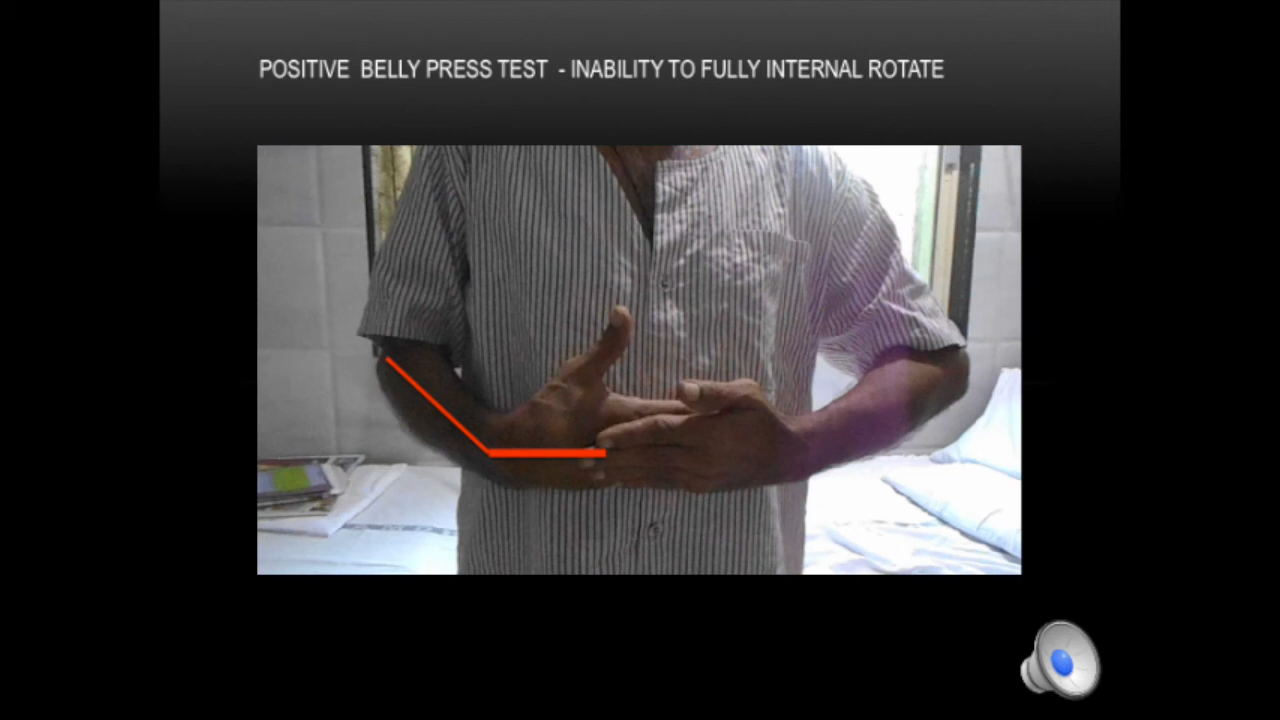 POSITIVE BELLY PRESS TEST - INABILITY TO FULLY INTERNAL ROTATE